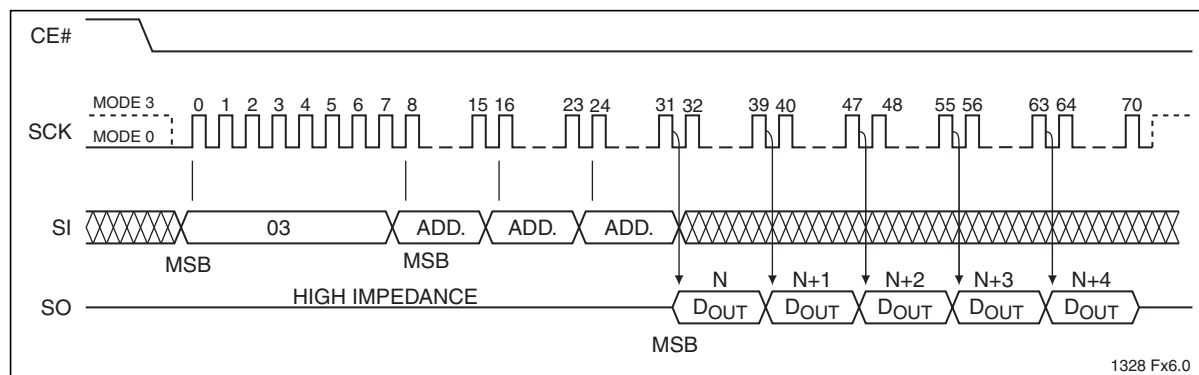 CE#
MODE 3
0 1 2 3 4 5 6 7 8 15 16 23 24 31 32 39 40 47 48 55 56 63 64 70
SCK
MODE 0
SI
03
ADD.
ADD.
ADD.
MSB
MSB
N N+1 N+2 N+3 N+4
HIGH IMPEDANCE
SO
DOUT DOUT DOUT DOUT DOUT
MSB
1328 Fx6.0